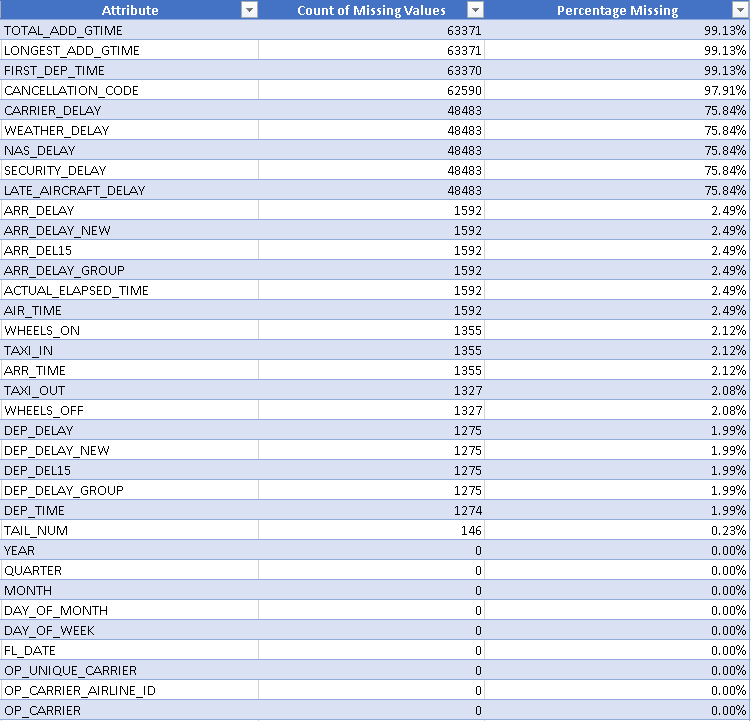 Attribute Count of Missing Values Percentage Missing
TOTAL_ADD_GTIME 63371 99.13%
LONGEST_ADD_GTIME 63371 99.13%
FIRST_DEP_TIME 63370 99.13%
CANCELLATION_CODE 62590 97.91%
CARRIER_DELAY 48483 75.84%
WEATHER_DELAY 48483 75.84%
NAS_DELAY 48483 75.84%
SECURITY_DELAY 48483 75.84%
LATE_AIRCRAFT_DELAY 48483 75.84%
ARR_DELAY 1592 2.49%
ARR_DELAY_NEW 1592 2.49%
ARR_DEL15 1592 2.49%
ARR_DELAY_GROUP 1592 2.49%
ACTUAL_ELAPSED_TIME 1592 2.49%
AIR_TIME 1592 2.49%
WHEELS_ON 1355 2.12%
TAXI_IN 1355 2.12%
ARR_TIME 1355 2.12%
TAXI_OUT 1327 2.08%
WHEELS_OFF 1327 2.08%
DEP_DELAY 1275 1.99%
DEP_DELAY_NEW 1275 1.99%
DEP_DEL15 1275 1.99%
DEP_DELAY_GROUP 1275 1.99%
DEP_TIME 1274 1.99%
TAIL_NUM 146 0.23%
YEAR 0 0.00%
QUARTER 0 0.00%
MONTH 0 0.00%
DAY_OF_MONTH 0 0.00%
DAY_OF_WEEK 0 0.00%
FL_DATE 0 0.00%
OP_UNIQUE_CARRIER 0 0.00%
OP_CARRIER_AIRLINE_ID 0 0.00%
OP_CARRIER 0 0.00%